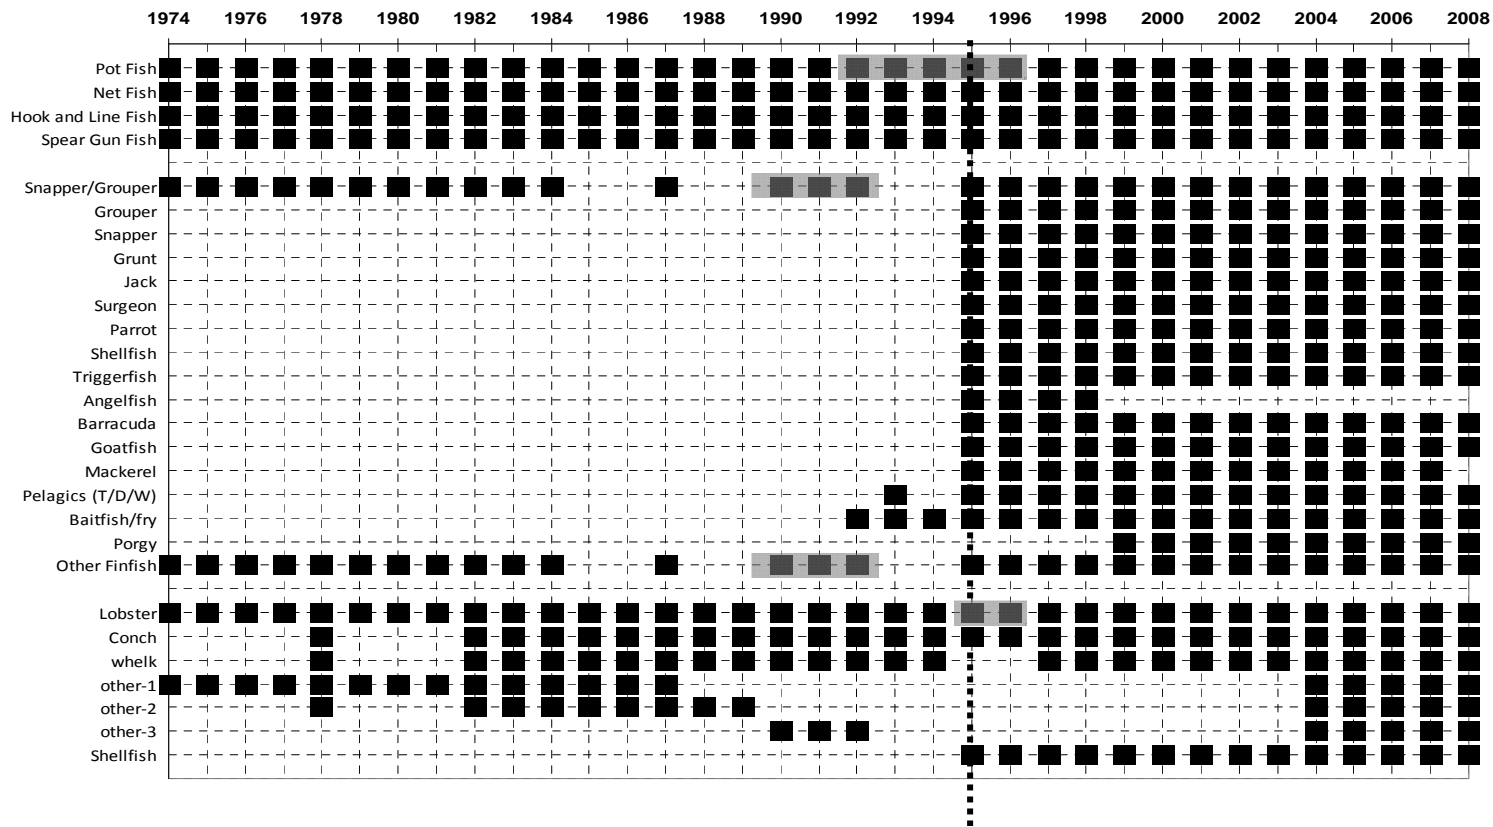 1974 1976 1978 1980 1982 1984 1986 1988 1990 1992 1994 1996 1998 2000 2002 2004 2006 2008
Pot Fish
Net Fish
Hook and Line Fish
Spear Gun Fish
Snapper/Grouper
Grouper
Snapper
Grunt
Jack
Surgeon
Parrot
Shellfish
Triggerfish
Angelfish
Barracuda
Goatfish
Mackerel
Pelagics (T/D/W)
Baitfish/fry
Porgy
Other Finfish
Lobster
Conch
whelk
other-1
other-2
other-3
Shellfish